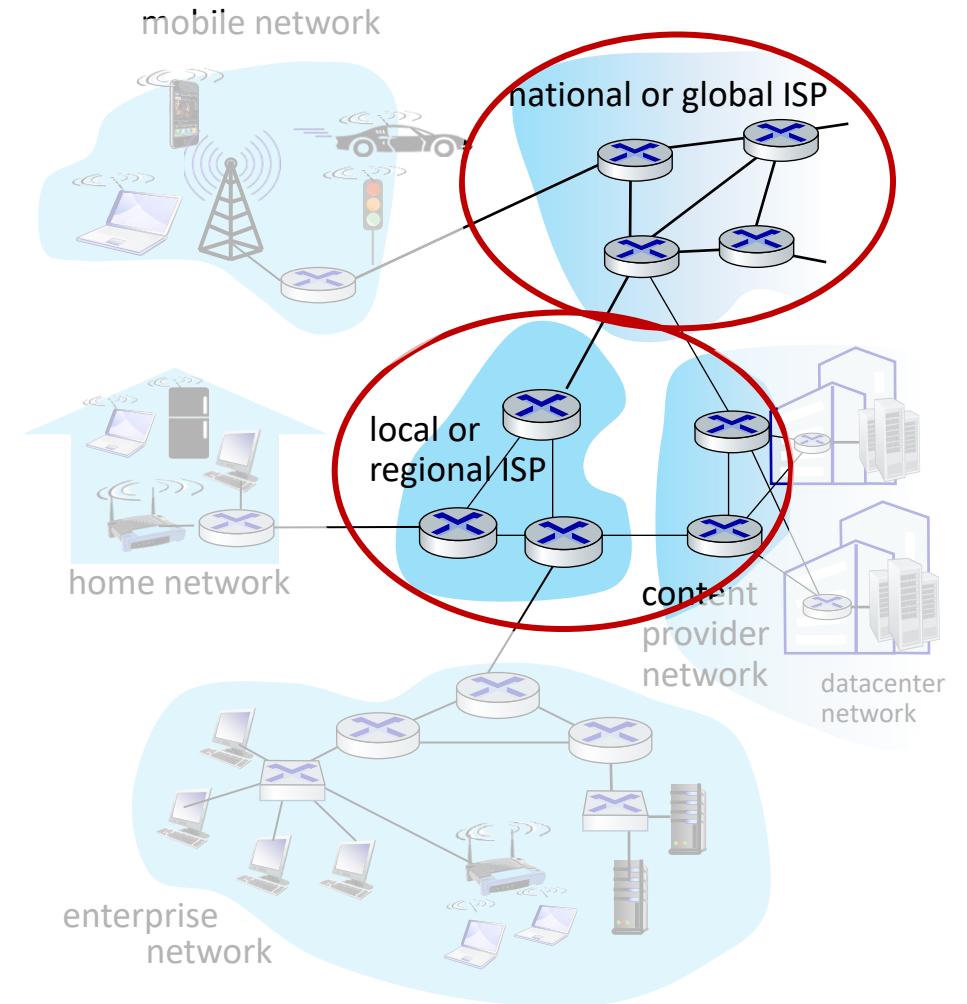 mobile network
national or global ISP
local or
regional ISP
home network
content
provider
network
datacenter
network
enterprise
network